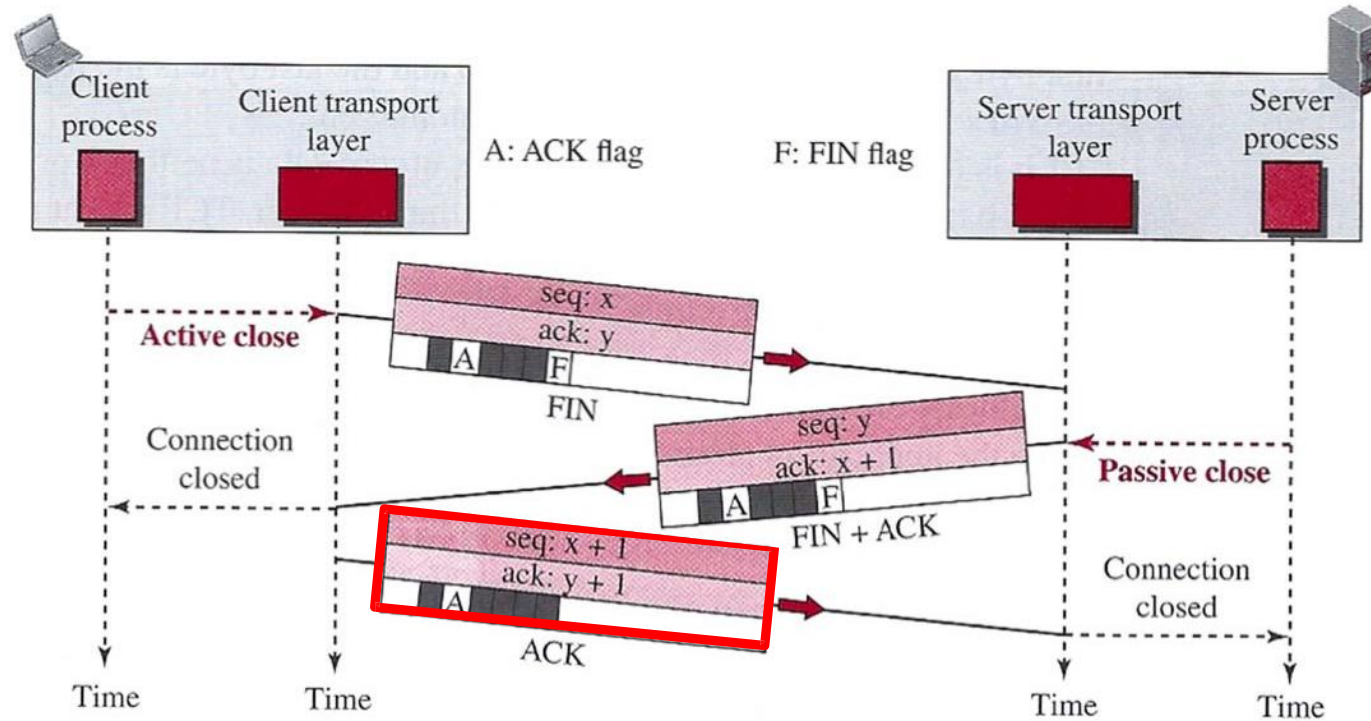 Client
process
Client transport
layer
A: ACK flag
F: FIN flag
Server transport
layer
Server
process
Active close
seq: x
ack: y
A F
FIN
seq: y
ack: x + 1
A F
FIN + ACK
Passive close
Connection
closed
seq: x + 1
ack: y + 1
A
ACK
Connection
closed
Time
Time
Time
Time